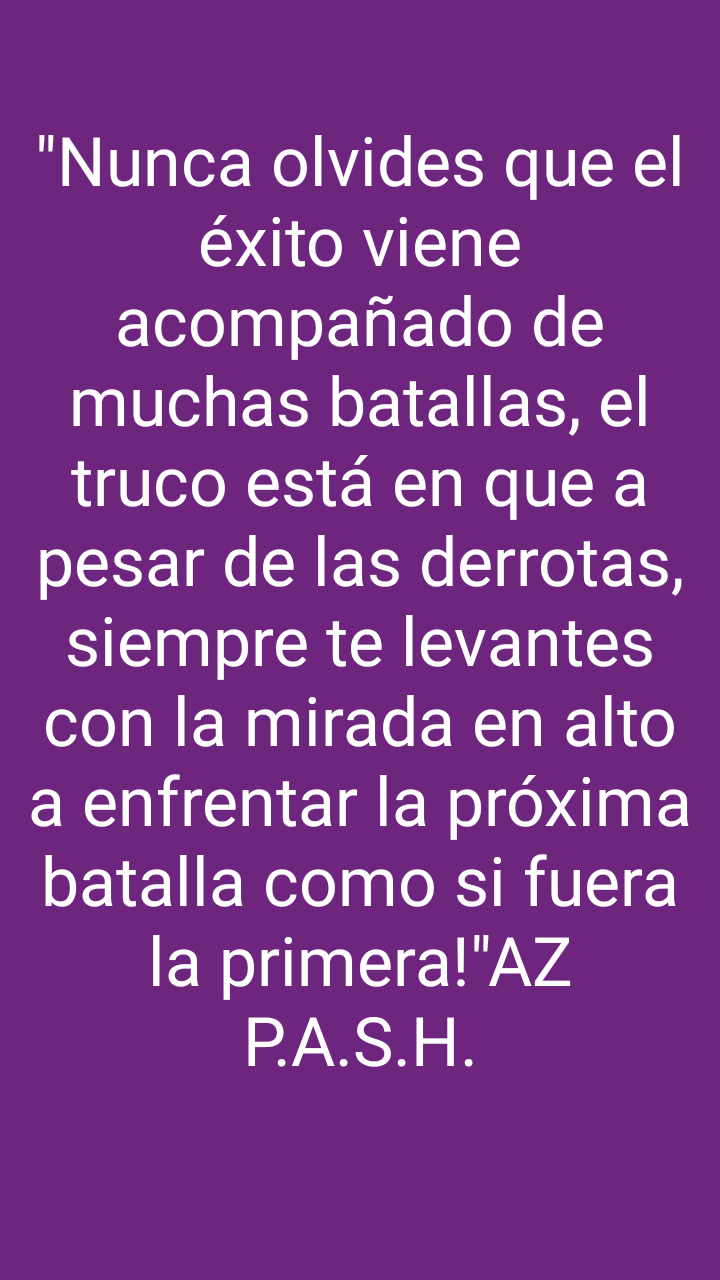 "Nunca olvides que el
éxito viene
acompañado de
muchas batallas, el
truco está en que a
pesar de las derrotas,
siempre te levantes
con la mirada en alto
a enfrentar la próxima
batalla como si fuera
la primera!"AZ
P.A.S.H.